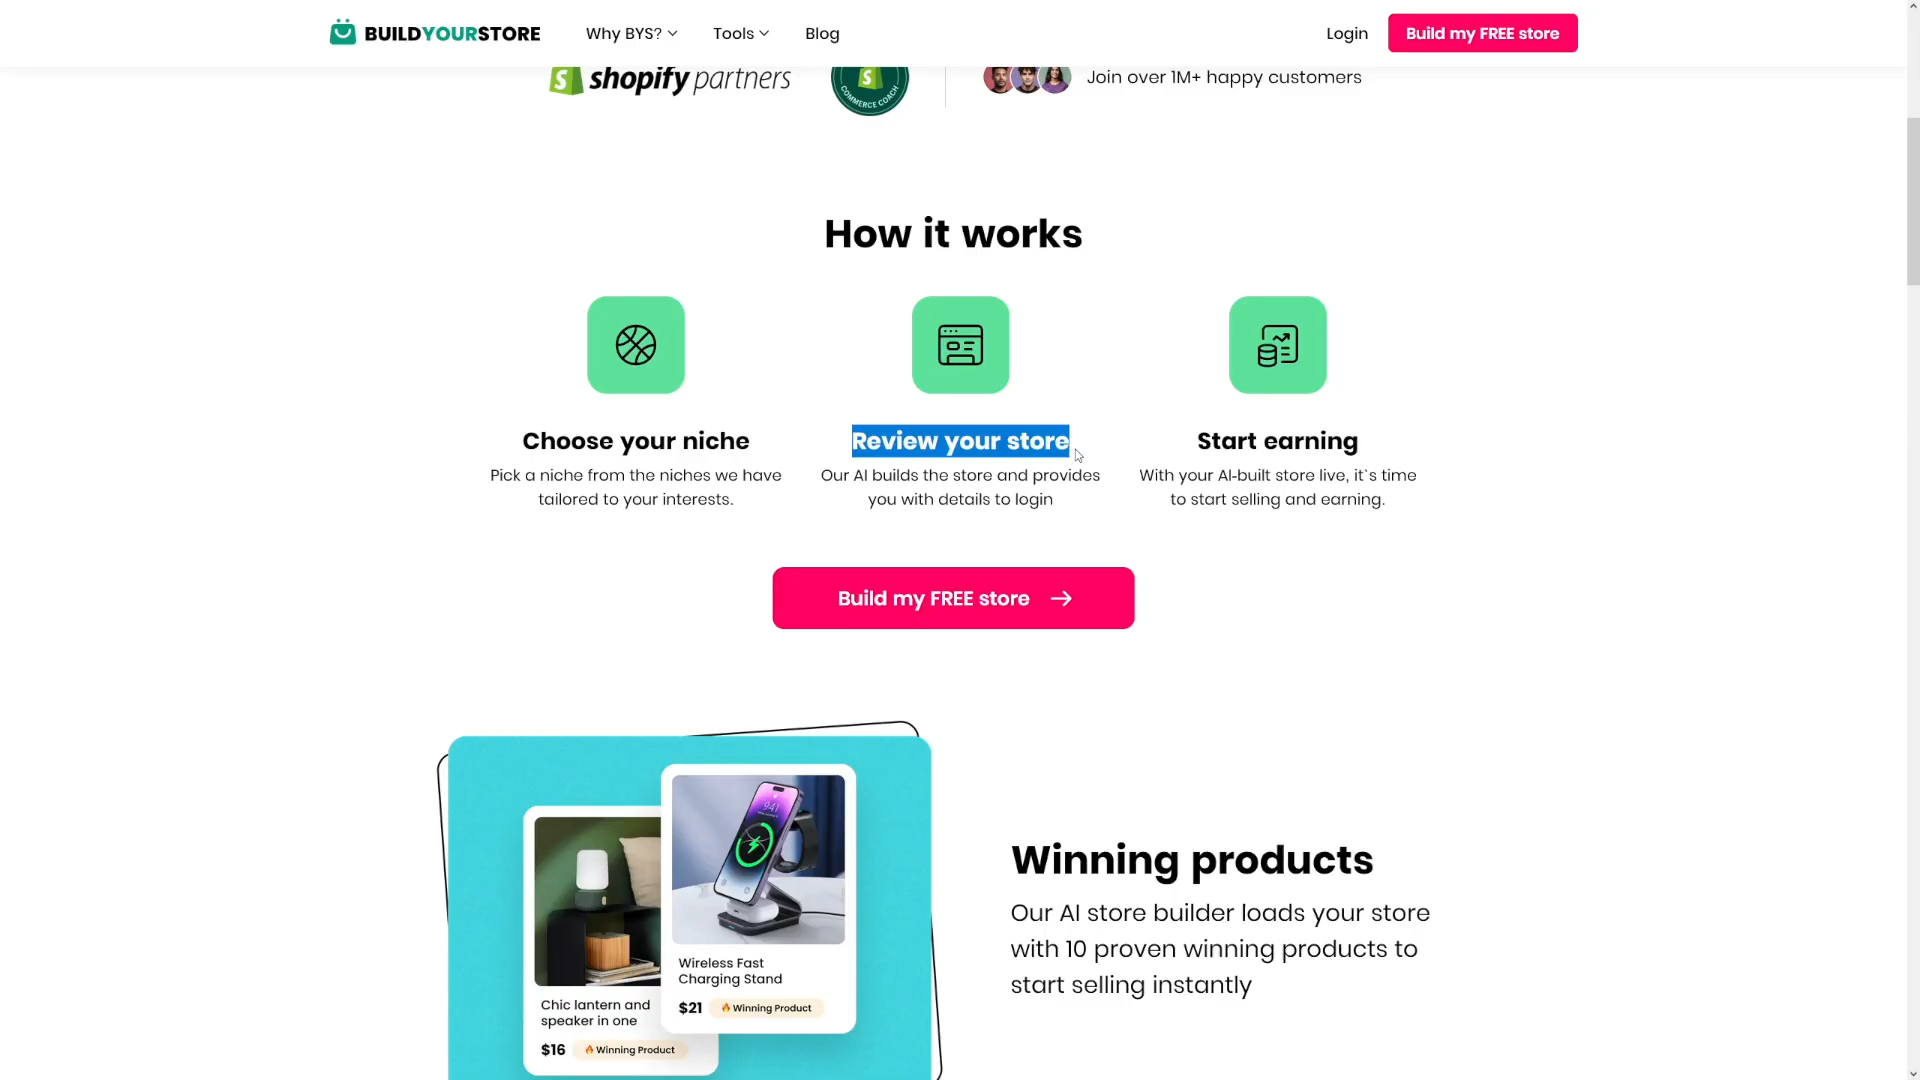 BUILDYOURSTORE
Why BYS?
Tools
Blog
Login
Build my FREE store
shopify partners
COMMERCE COACH
Join over 1M+ happy customers
How it works
Choose your niche
Pick a niche from the niches we have
tailored to your interests.
Review your store
Our AI builds the store and provides
you with details to login
Start earning
With your AI-built store live, it`s time
to start selling and earning.
Build my FREE store
9:41
Wireless Fast
Charging Stand
$21
Winning Product
Chic lantern and
speaker in one
$16
Winning Product
Winning products
Our AI store builder loads your store
with 10 proven winning products to
start selling instantly